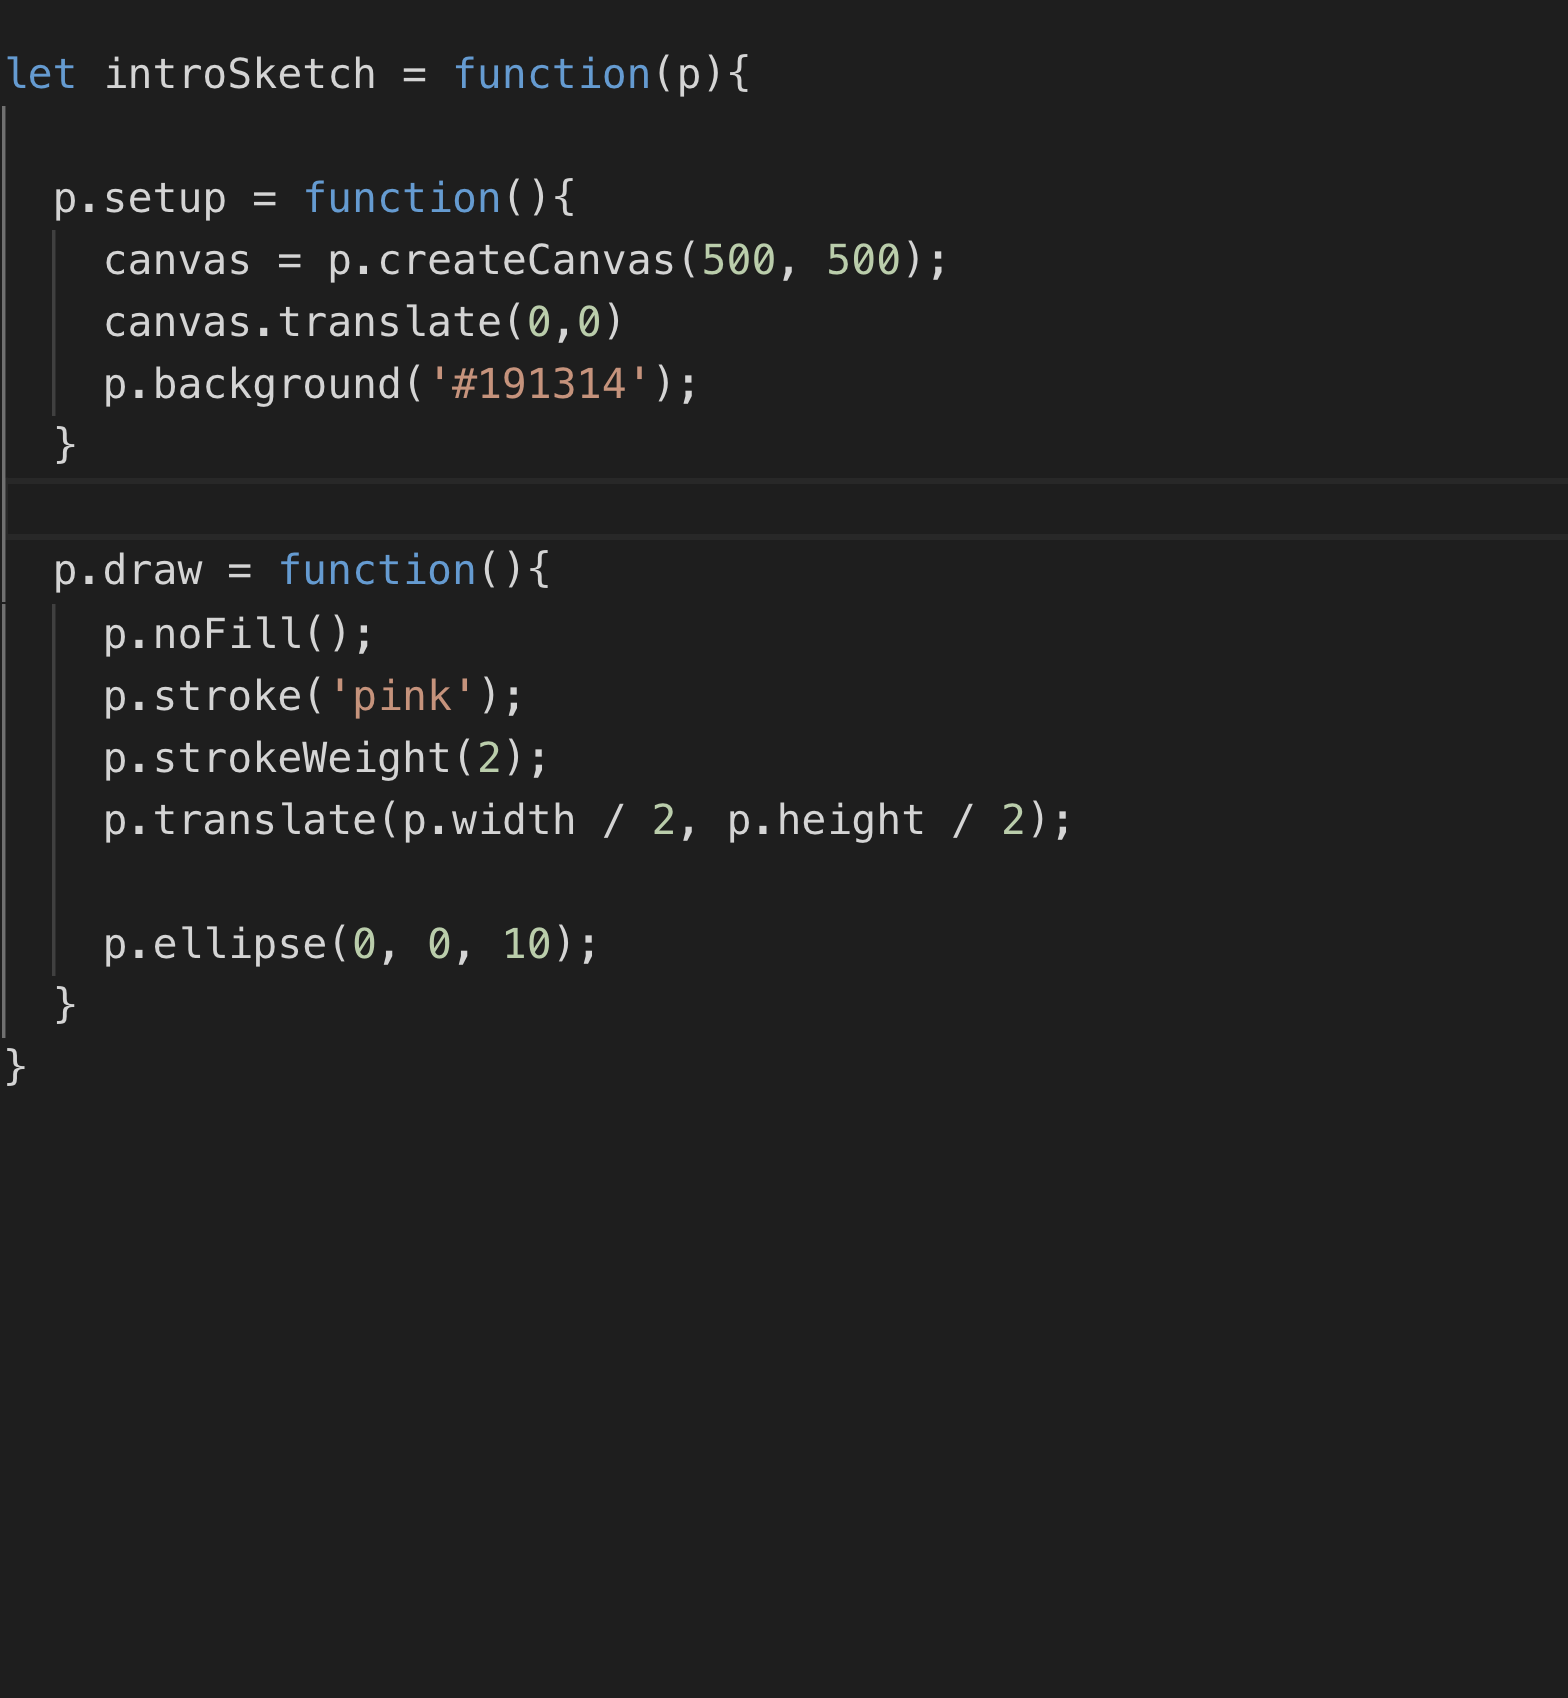 let introSketch = function(p){
p.setup = function(){
canvas = p.createCanvas(500, 500);
canvas.translate(0,0)
p.background('#191314');
}
p.draw = function(){
p.noFill();
p.stroke('pink');
p.strokeWeight(2);
p.translate(p.width / 2, p.height / 2);
p.ellipse(0, 0, 10);
}
}